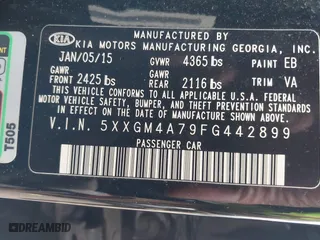 MANUFACTURED BY
KIA KIA MOTORS MANUFACTURING GEORGIA, INC.
JAN/05/15 GVWR 4365 lbs PAINT EB
GAWR GAWR
FRONT 2425 lbs REAR 2116 lbs TRIM VA
THIS VEHICLE CONFORMS TO ALL APPLICABLE
FEDERAL MOTOR VEHICLE SAFETY, BUMPER, AND
THEFT PREVENTION STANDARDS IN EFFECT ON
THE DATE OF MANUFACTURE SHOWN ABOVE.
V.I.N. 5XXGM4A79FG442899
PASSENGER CAR
T505
DREAMBID